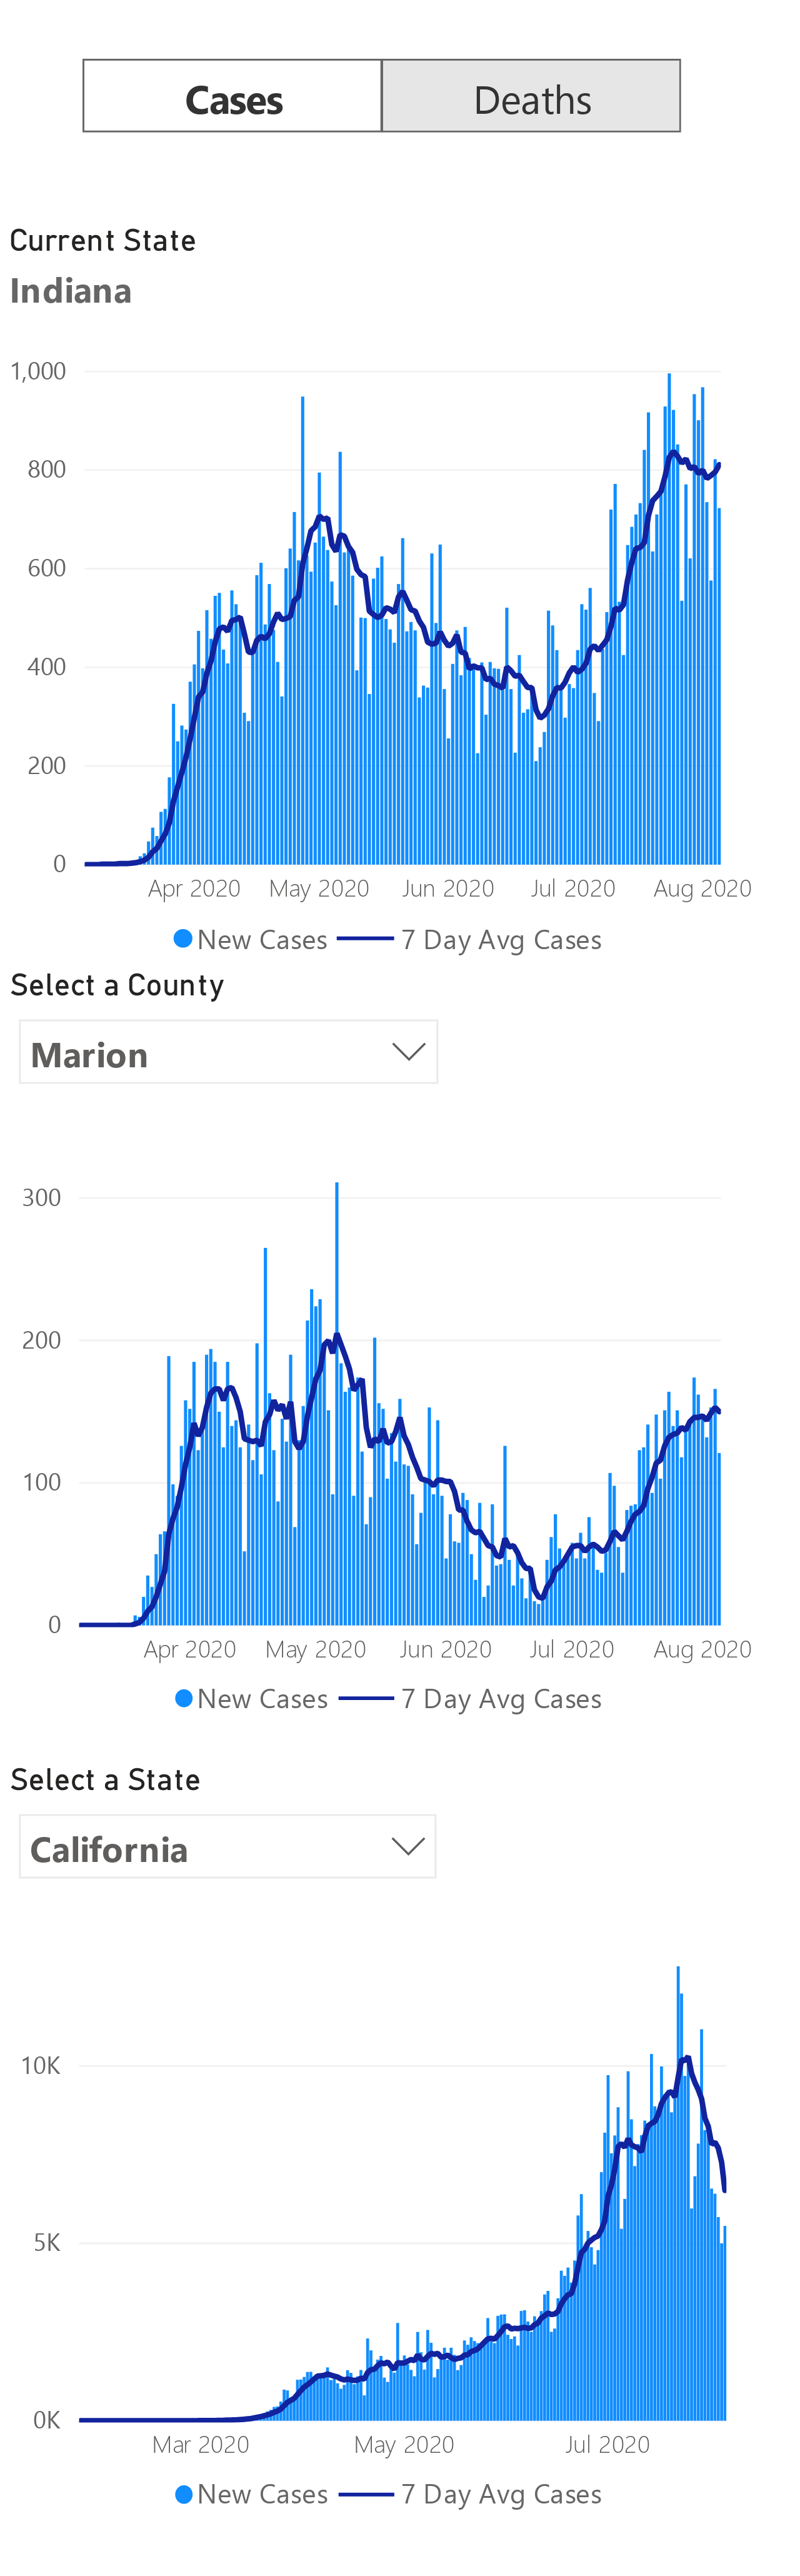 Cases Deaths
Current State
Indiana
1,000
800
600
400
200
0
Apr 2020 May 2020 Jun 2020 Jul 2020 Aug 2020
New Cases 7 Day Avg Cases
Select a County
Marion
300
200
100
0
Apr 2020 May 2020 Jun 2020 Jul 2020 Aug 2020
New Cases 7 Day Avg Cases
Select a State
California
10K
5K
0K
Mar 2020 May 2020 Jul 2020
New Cases 7 Day Avg Cases